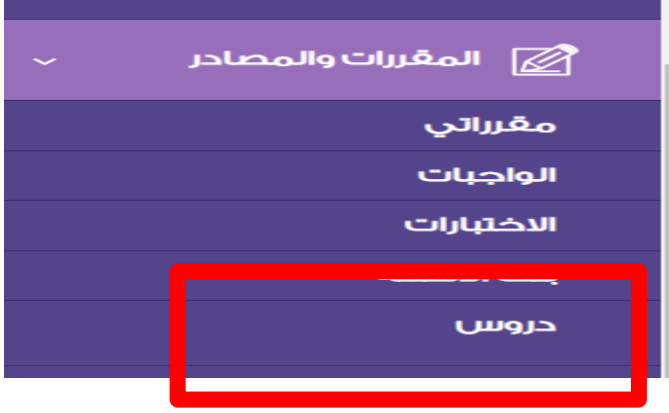 المقررات والمصادر
مقرراتي
الواجبات
الاختبارات
دروس